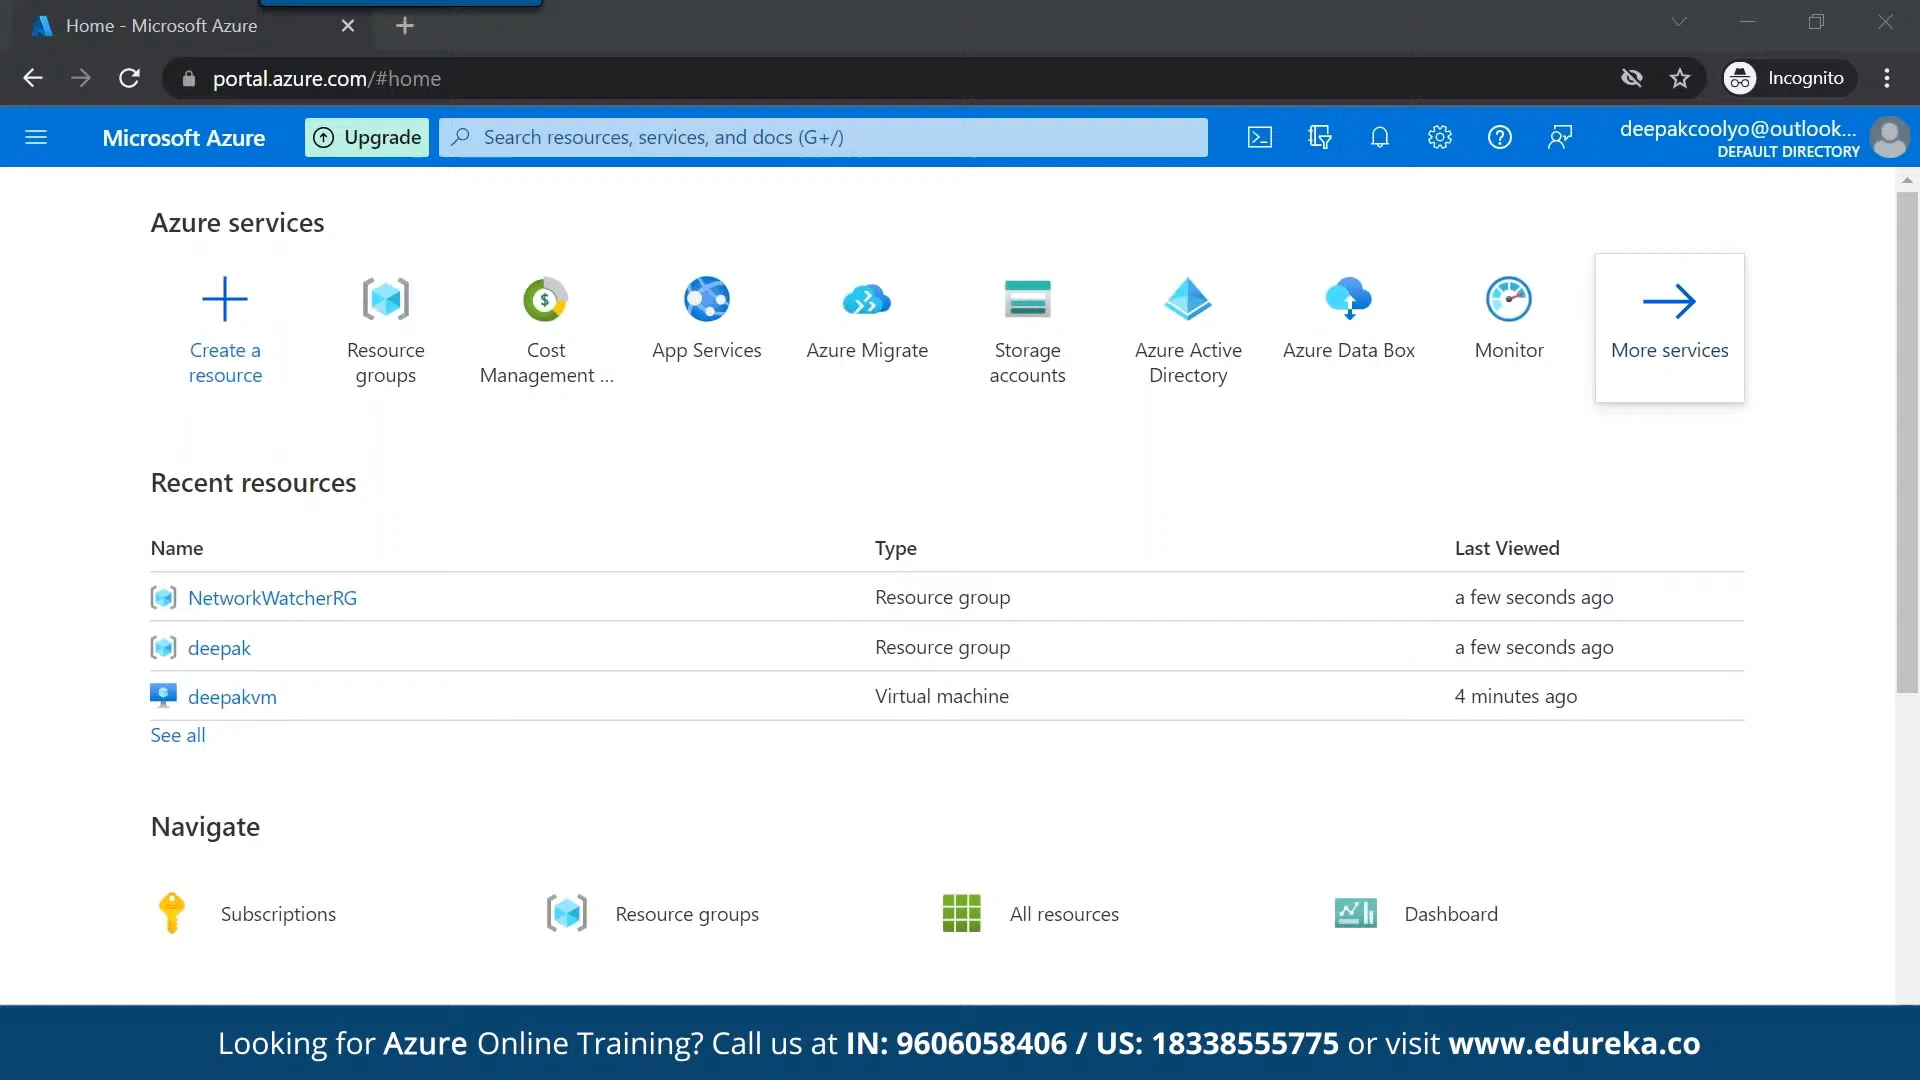 Home - Microsoft Azure
portal.azure.com/#home
Incognito
Microsoft Azure
Upgrade
Search resources, services, and docs (G+/)
deepakcoolyo@outlook...
DEFAULT DIRECTORY
Azure services
Create a
resource
Resource
groups
Cost
Management ...
App Services
Azure Migrate
Storage
accounts
Azure Active
Directory
Azure Data Box
Monitor
More services
Recent resources
Name Type Last Viewed
NetworkWatcherRG Resource group a few seconds ago
deepak Resource group a few seconds ago
deepakvm Virtual machine 4 minutes ago
See all
Navigate
Subscriptions
Resource groups
All resources
Dashboard
Looking for Azure Online Training? Call us at IN: 9606058406 / US: 18338555775 or visit www.edureka.co